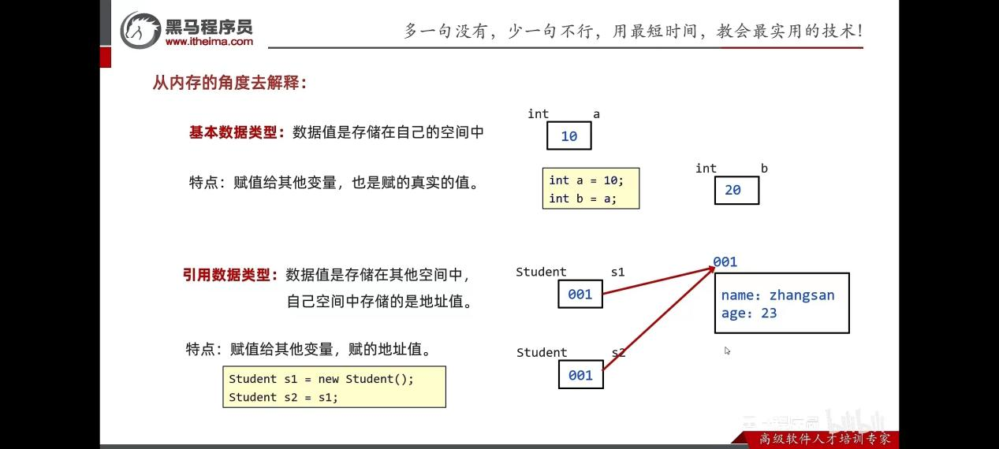 黑马程序员
www.itheima.com
多一句没有，少一句不行，用最短时间，教会最实用的技术！
从内存的角度去解释：
基本数据类型：数据值是存储在自己的空间中
特点：赋值给其他变量，也是赋的真实的值。
int a
10
int a = 10;
int b = a;
int b
20
引用数据类型：数据值是存储在其他空间中，
自己空间中存储的是地址值。
特点：赋值给其他变量，赋的地址值。
Student s1 = new Student();
Student s2 = s1;
Student s1
001
Student s2
001
001
name: zhangsan
age: 23
黑马程序员 bilibili
高级软件人才培训专家